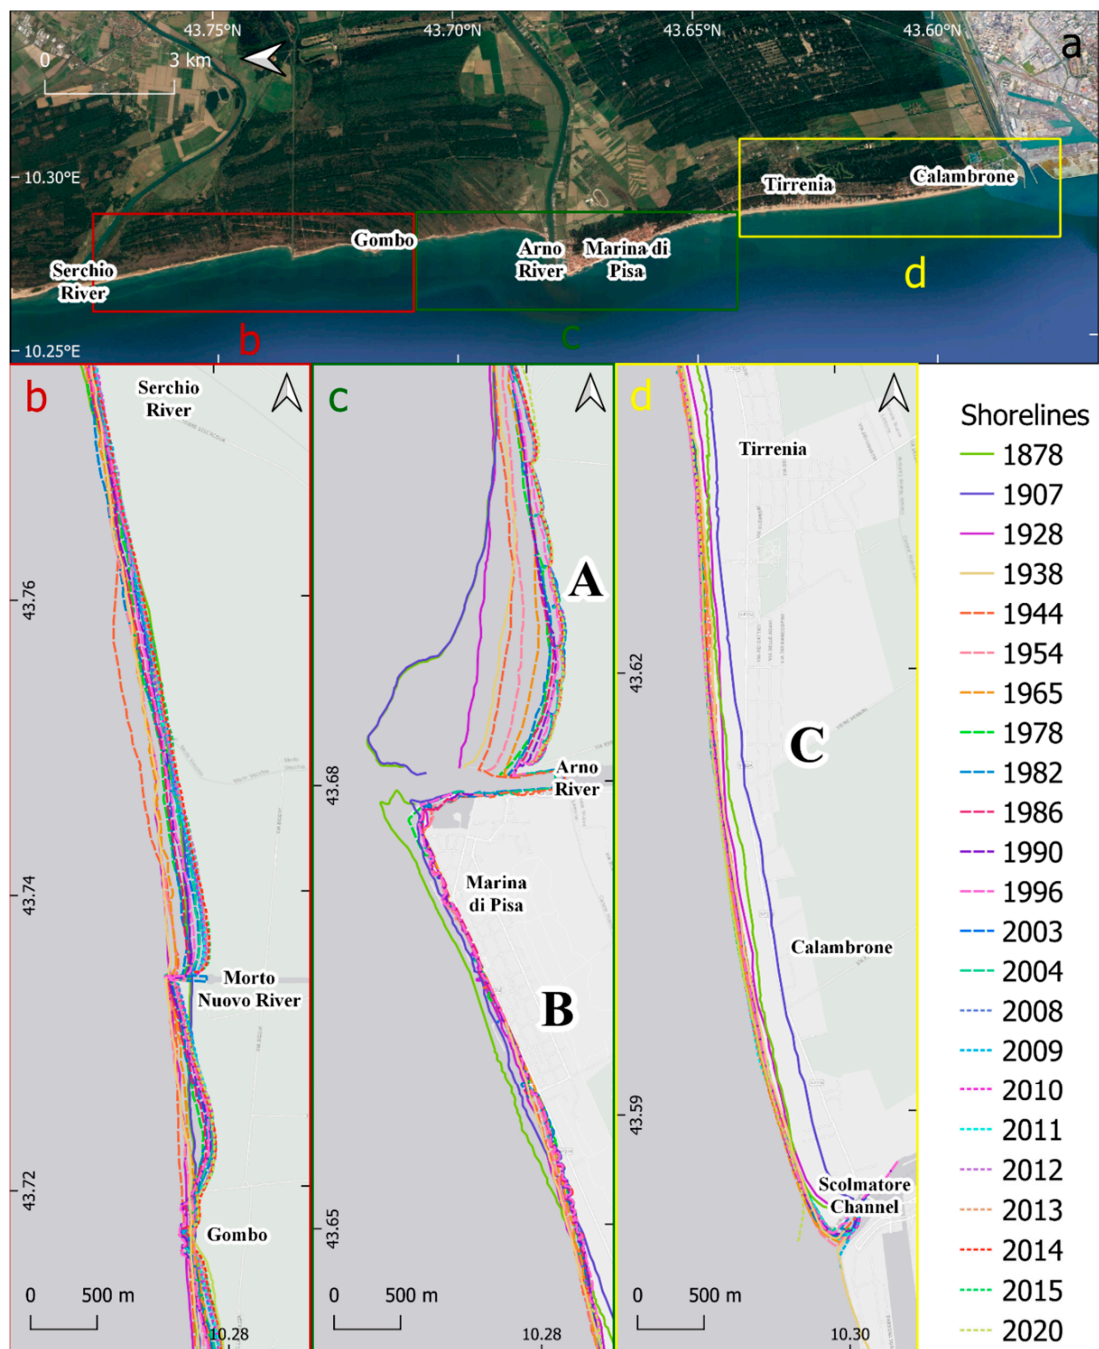 43.75°N
43.70°N
43.65°N
43.60°N
a
0
3 km
10.30°E
Tirrenia
Calambrone
Gombo
Arno
River
Marina di
Pisa
Serchio
River
b
c
d
10.25°E
b
Serchio
River
43.76
43.74
Morto
Nuovo River
43.72
Gombo
0
500 m
10.28
c
A
43.68
Arno
River
Marina
di Pisa
B
43.65
0
500 m
10.28
d
Tirrenia
43.62
C
Calambrone
43.59
Scolmatore
Channel
0
500 m
10.30
Shorelines
1878
1907
1928
1938
1944
1954
1965
1978
1982
1986
1990
1996
2003
2004
2008
2009
2010
2011
2012
2013
2014
2015
2020